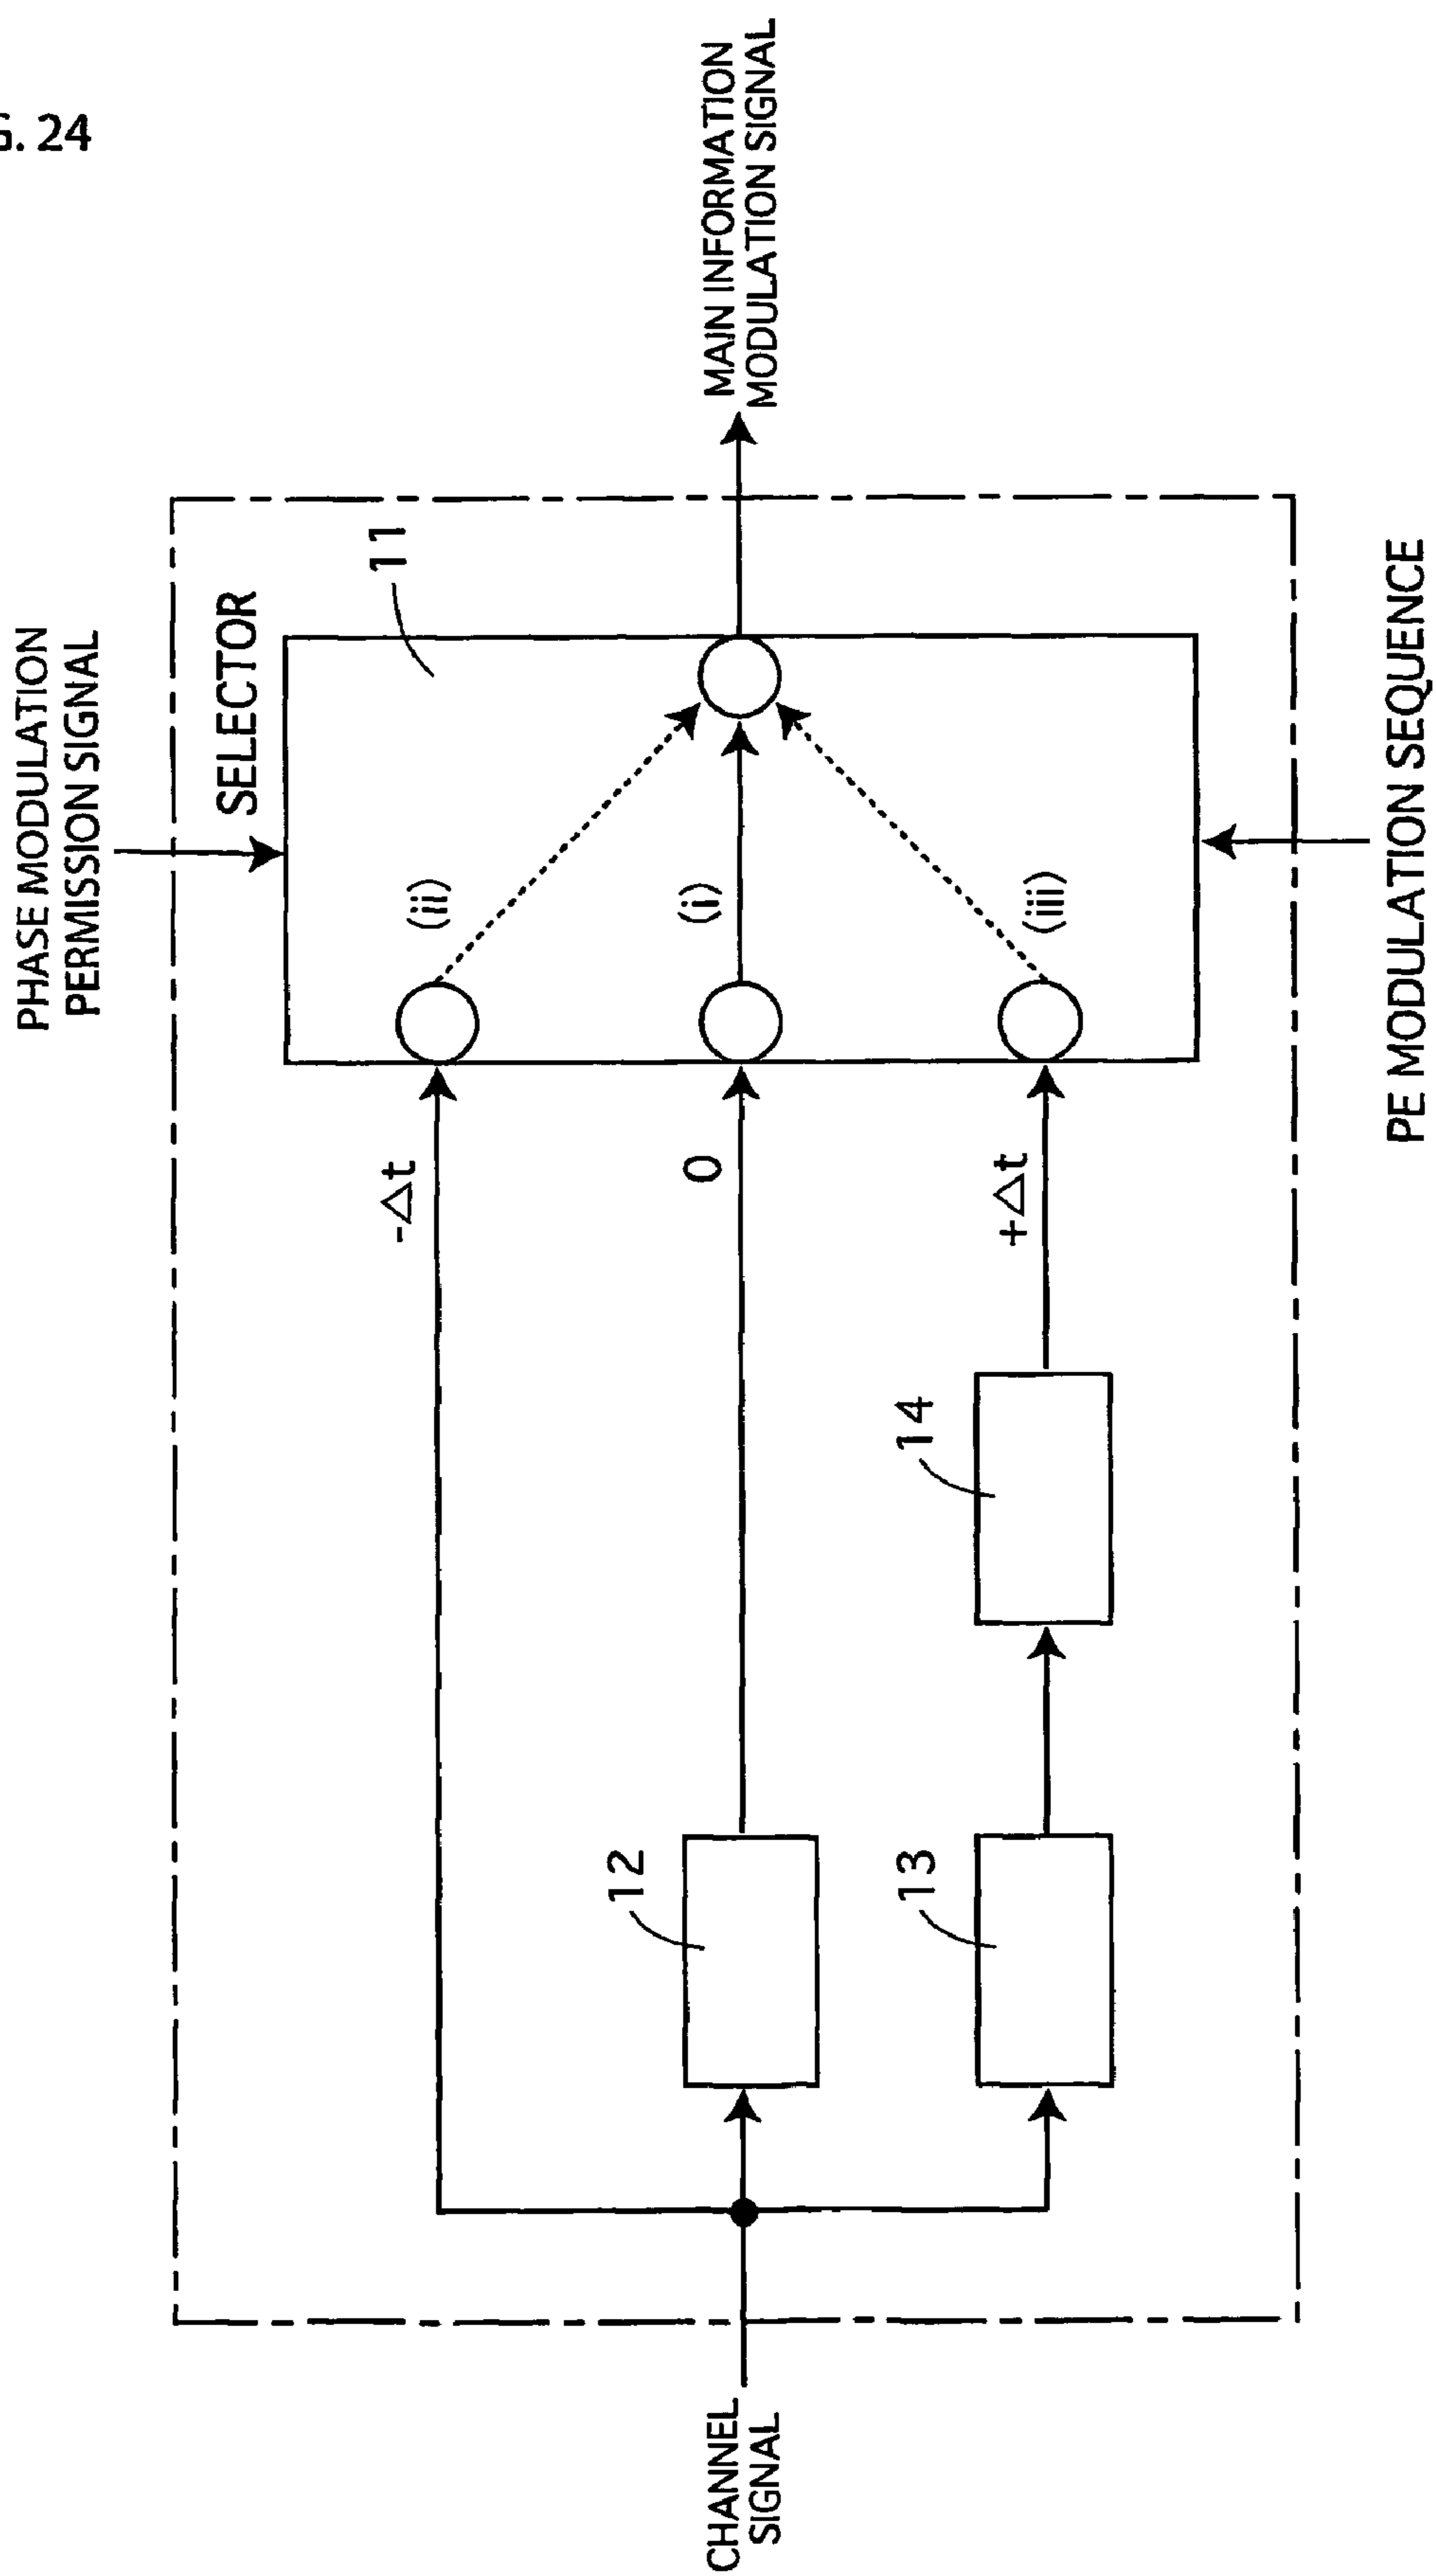 G. 24
PHASE MODULATION
PERMISSION SIGNAL
SELECTOR
11
(ii)
-Δt
(i)
0
(iii)
+Δt
12
13
14
CHANNEL
SIGNAL
MAIN INFORMATION
MODULATION SIGNAL
PE MODULATION SEQUENCE